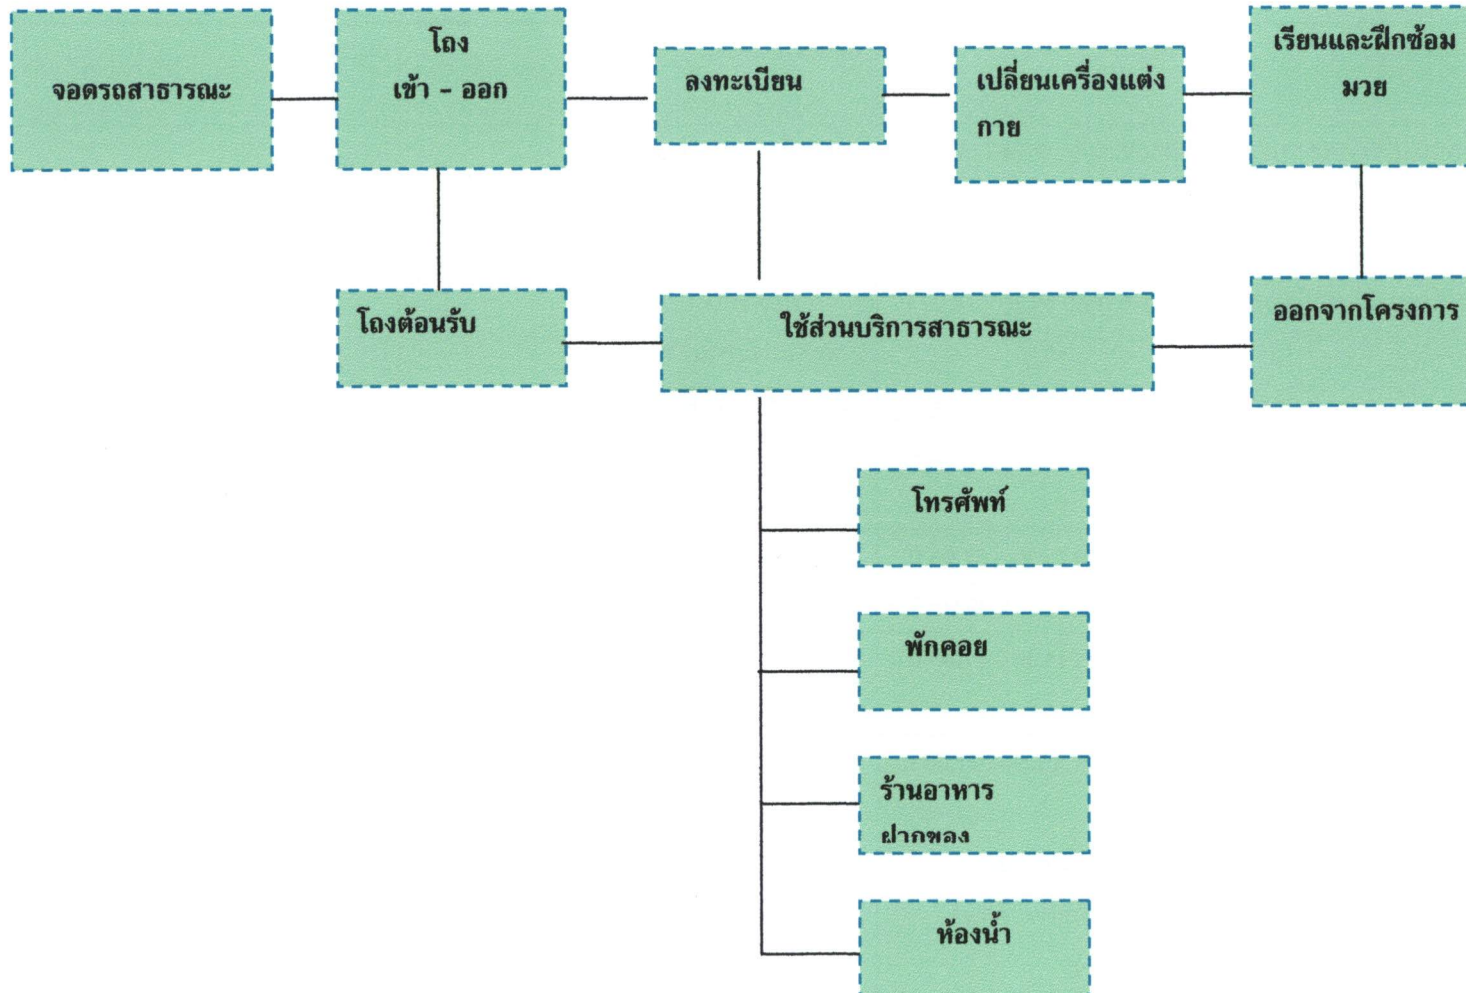 จอดรถสาธารณะ
โถง
เข้า - ออก
ลงทะเบียน
เปลี่ยนเครื่องแต่ง
กาย
เรียนและฝึกซ้อม
มวย
โถงต้อนรับ
ใช้ส่วนบริการสาธารณะ
ออกจากโครงการ
โทรศัพท์
พักคอย
ร้านอาหาร
ฝากของ
ห้องน้ำ